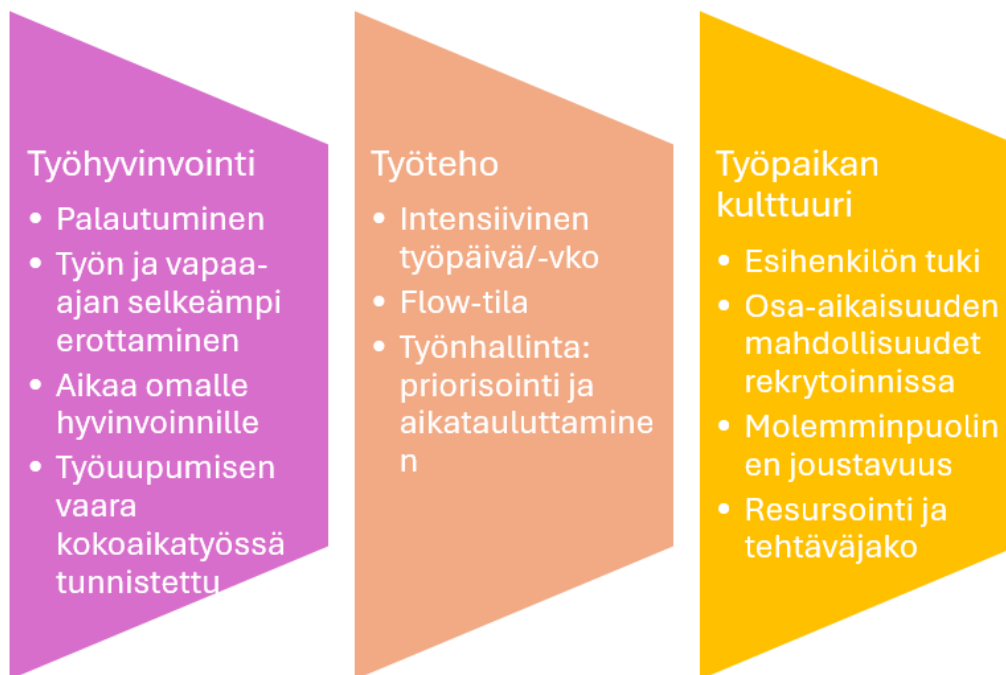 Työhyvinvointi
• Palautuminen
• Työn ja vapaa-
ajan selkeämpi
erottaminen
• Aikaa omalle
hyvinvoinnille
• Työuupumisen
vaara
kokoaikatyössä
tunnistettu
Työteho
• Intensiivinen
työpäivä/-vko
• Flow-tila
• Työnhallinta:
priorisointi ja
aikatauluttamine
n
Työpaikan
kulttuuri
• Esihenkilön tuki
• Osa-aikaisuuden
mahdollisuudet
rekrytoinnissa
• Molemminpuolin
en joustavuus
• Resursointi ja
tehtäväjako